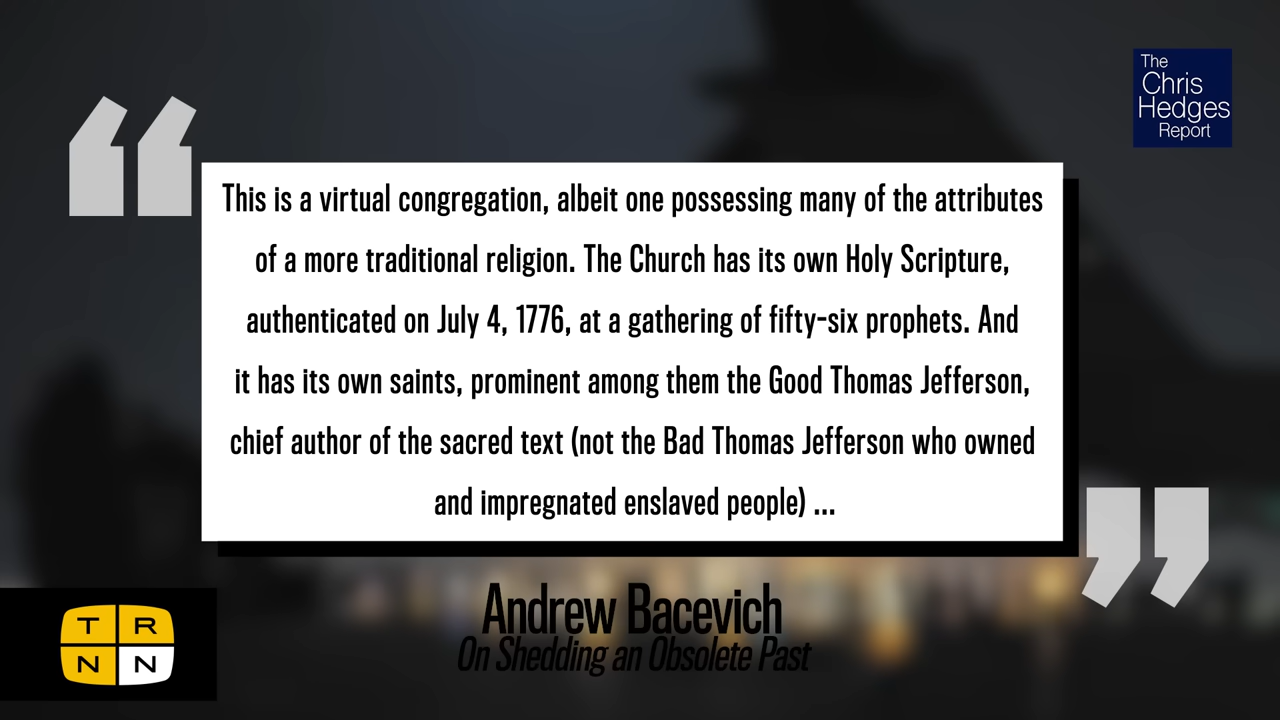 The
Chris
Hedges
Report
This is a virtual congregation, albeit one possessing many of the attributes
of a more traditional religion. The Church has its own Holy Scripture,
authenticated on July 4, 1776, at a gathering of fifty-six prophets. And
it has its own saints, prominent among them the Good Thomas Jefferson,
chief author of the sacred text (not the Bad Thomas Jefferson who owned
and impregnated enslaved people) ...
Andrew Bacevich
On Shedding an Obsolete Past
T R
N N